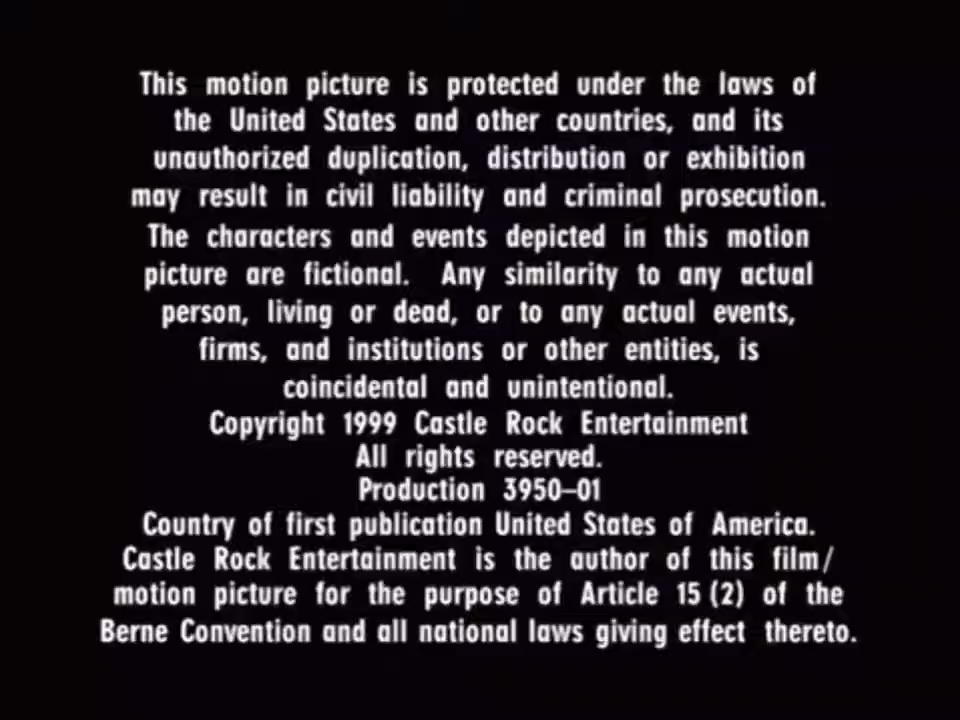 This motion picture is protected under the laws of
the United States and other countries, and its
unauthorized duplication, distribution or exhibition
may result in civil liability and criminal prosecution.
The characters and events depicted in this motion
picture are fictional. Any similarity to any actual
person, living or dead, or to any actual events,
firms, and institutions or other entities, is
coincidental and unintentional.
Copyright 1999 Castle Rock Entertainment
All rights reserved.
Production 3950–01
Country of first publication United States of America.
Castle Rock Entertainment is the author of this film/
motion picture for the purpose of Article 15 (2) of the
Berne Convention and all national laws giving effect thereto.